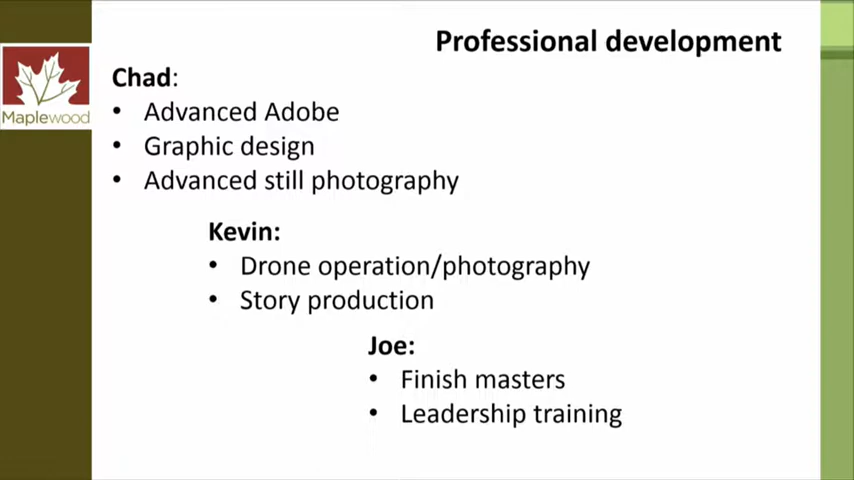 Professional development
Maplewood
Chad:
• Advanced Adobe
• Graphic design
• Advanced still photography
Kevin:
• Drone operation/photography
• Story production
Joe:
• Finish masters
• Leadership training